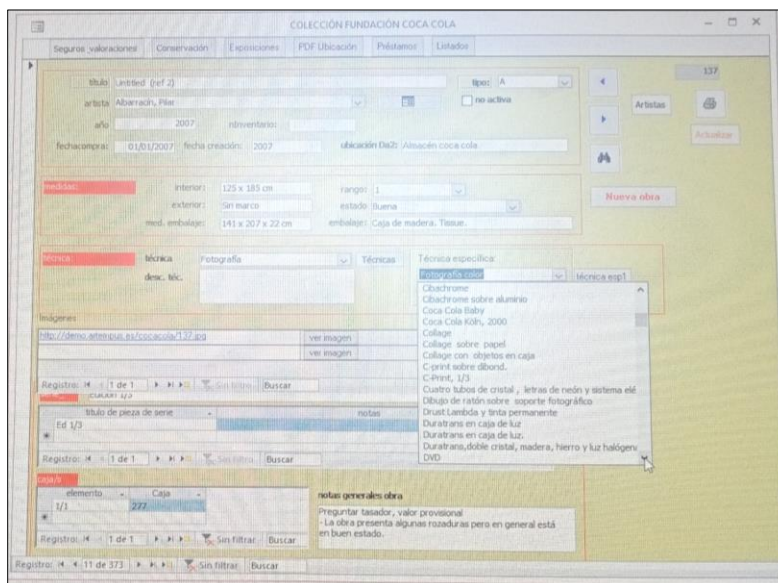 COLECCIÓN FUNDACIÓN COCA COLA
Seguros_valoraciones Conservación Exposiciones PDF Ubicación Préstamos Listados
título Untitled (ref 2) tipo: A 137
artista Albarracín, Pilar no activa Artistas
año 2007 nInventario: Actualizar
fechacompra: 01/01/2007 fecha creación: 2007 ubicación Da2: Almacén coca cola
medidas: interior: 125 x 185 cm rango: 1 Nueva obra
exterior: Sin marco estado Buena
med. embalaje: 141 x 207 x 22 cm embalaje: Caja de madera. Tissue.
técnica: técnica Fotografía Técnicas Técnica específica:
Fotografía color técnica esp1
desc. téc.
Cibachrome
Cibachrome sobre aluminio
Coca Cola Baby
Coca Cola Köln, 2000
Collage
Collage sobre papel
Collage con objetos en caja
C-print sobre dibond.
C-Print, 1/3
Cuatro tubos de cristal , letras de neón y sistema elé
Dibujo de ratón sobre soporte fotográfico
Drust Lambda y tinta permanente
Duratrans en caja de luz
Duratrans en caja de luz.
Duratrans,doble cristal, madera, hierro y luz halógena
DVD
Imágenes
http://demo.artempus.es/cocacola/137.jpg ver imagen
ver imagen
Registro: 1 de 1 Sin filtro Buscar
título de pieza de serie notas
Ed 1/3
Registro: 1 de 1 Sin filtro Buscar
caja/s
elemento Caja
1/1 277
Registro: 1 de 1 Sin filtrar Buscar
notas generales obra
Preguntar tasador, valor provisional
- La obra presenta algunas rozaduras pero en general está
en buen estado.
Registro: 11 de 373 Sin filtrar Buscar